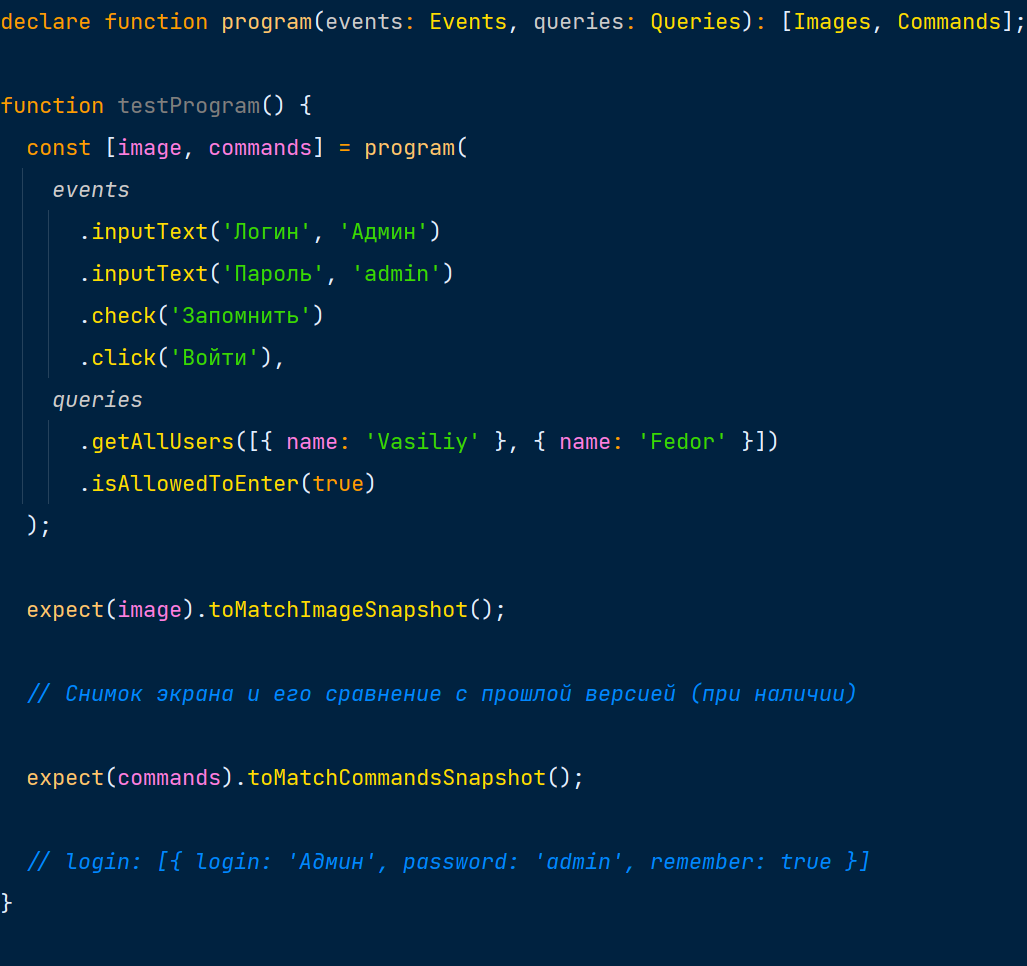 declare function program(events: Events, queries: Queries): [Images, Commands];
function testProgram() {
const [image, commands] = program(
events
.inputText('Логин', 'Админ')
.inputText('Пароль', 'admin')
.check('Запомнить')
.click('Войти'),
queries
.getAllUsers([{ name: 'Vasiliy' }, { name: 'Fedor' }])
.isAllowedToEnter(true)
);
expect(image).toMatchImageSnapshot();
// Снимок экрана и его сравнение с прошлой версией (при наличии)
expect(commands).toMatchCommandsSnapshot();
// login: [{ login: 'Админ', password: 'admin', remember: true }]
}